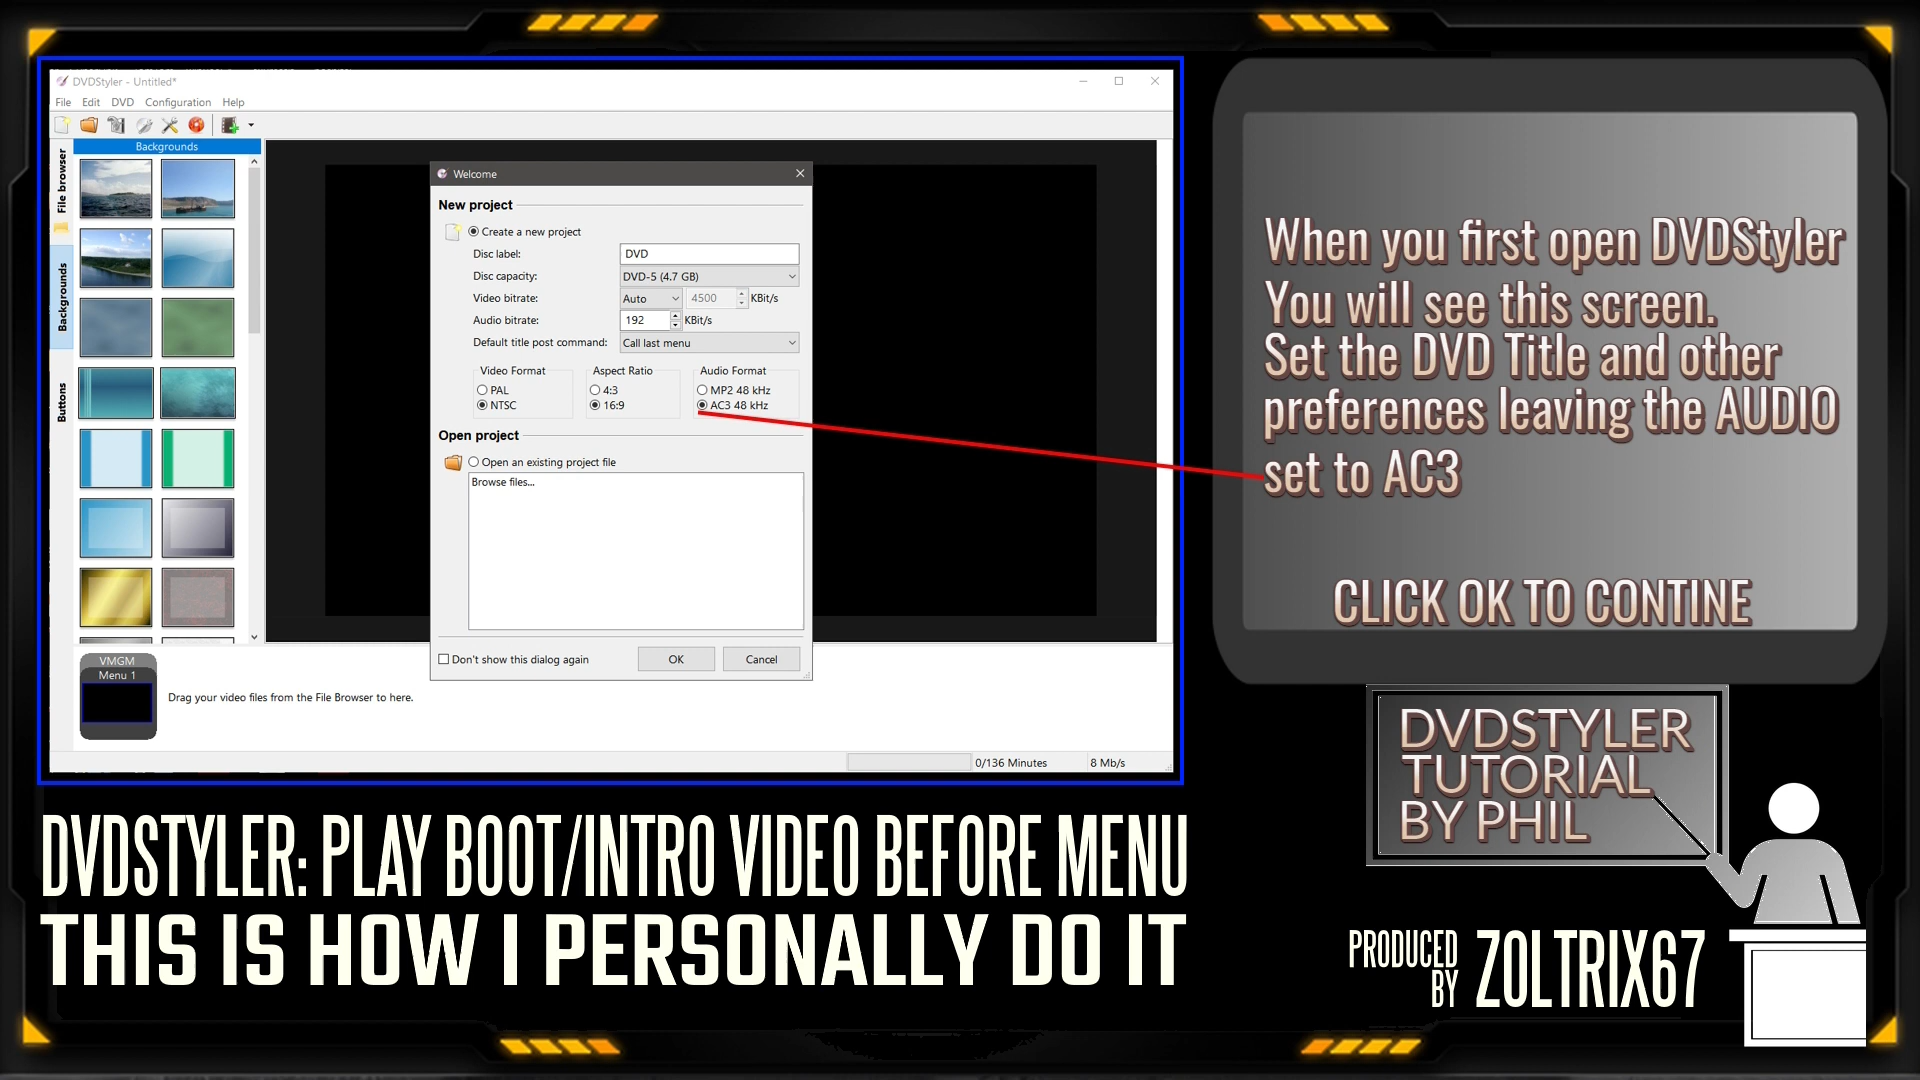 DVDStyler - Untitled*
File Edit DVD Configuration Help
File browser
Backgrounds
Buttons
Backgrounds
Welcome
New project
Create a new project
Disc label: DVD
Disc capacity: DVD-5 (4.7 GB)
Video bitrate: Auto 4500 KBit/s
Audio bitrate: 192 KBit/s
Default title post command: Call last menu
Video Format Aspect Ratio Audio Format
PAL 4:3 MP2 48 kHz
NTSC 16:9 AC3 48 kHz
Open project
Open an existing project file
Browse files...
Don't show this dialog again OK Cancel
VMGM
Menu 1
Drag your video files from the File Browser to here.
0/136 Minutes 8 Mb/s
When you first open DVDStyler
You will see this screen.
Set the DVD Title and other
preferences leaving the AUDIO
set to AC3
CLICK OK TO CONTINE
DVDSTYLER
TUTORIAL
BY PHIL
DVDSTYLER: PLAY BOOT/INTRO VIDEO BEFORE MENU
THIS IS HOW I PERSONALLY DO IT
PRODUCED
BY
ZOLTRIX67